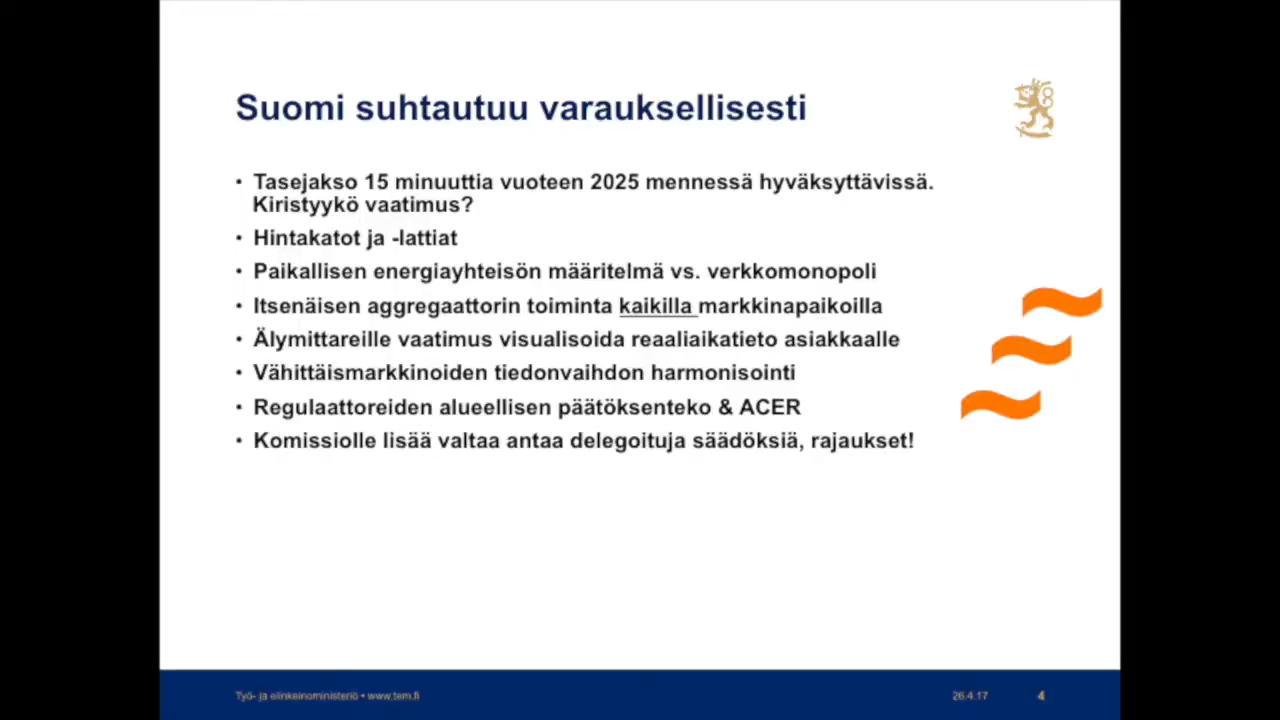 Suomi suhtautuu varauksellisesti
• Tasejakso 15 minuuttia vuoteen 2025 mennessä hyväksyttävissä.
Kiristyykö vaatimus?
• Hintakatot ja -lattiat
• Paikallisen energiayhteisön määritelmä vs. verkkomonopoli
• Itsenäisen aggregaattorin toiminta kaikilla markkinapaikoilla
• Älymittareille vaatimus visualisoida reaaliaikatieto asiakkaalle
• Vähittäismarkkinoiden tiedonvaihdon harmonisointi
• Regulaattoreiden alueellisen päätöksenteko & ACER
• Komissiolle lisää valtaa antaa delegoituja säädöksiä, rajaukset!
Työ- ja elinkeinoministeriö • www.tem.fi
26.4.17
4